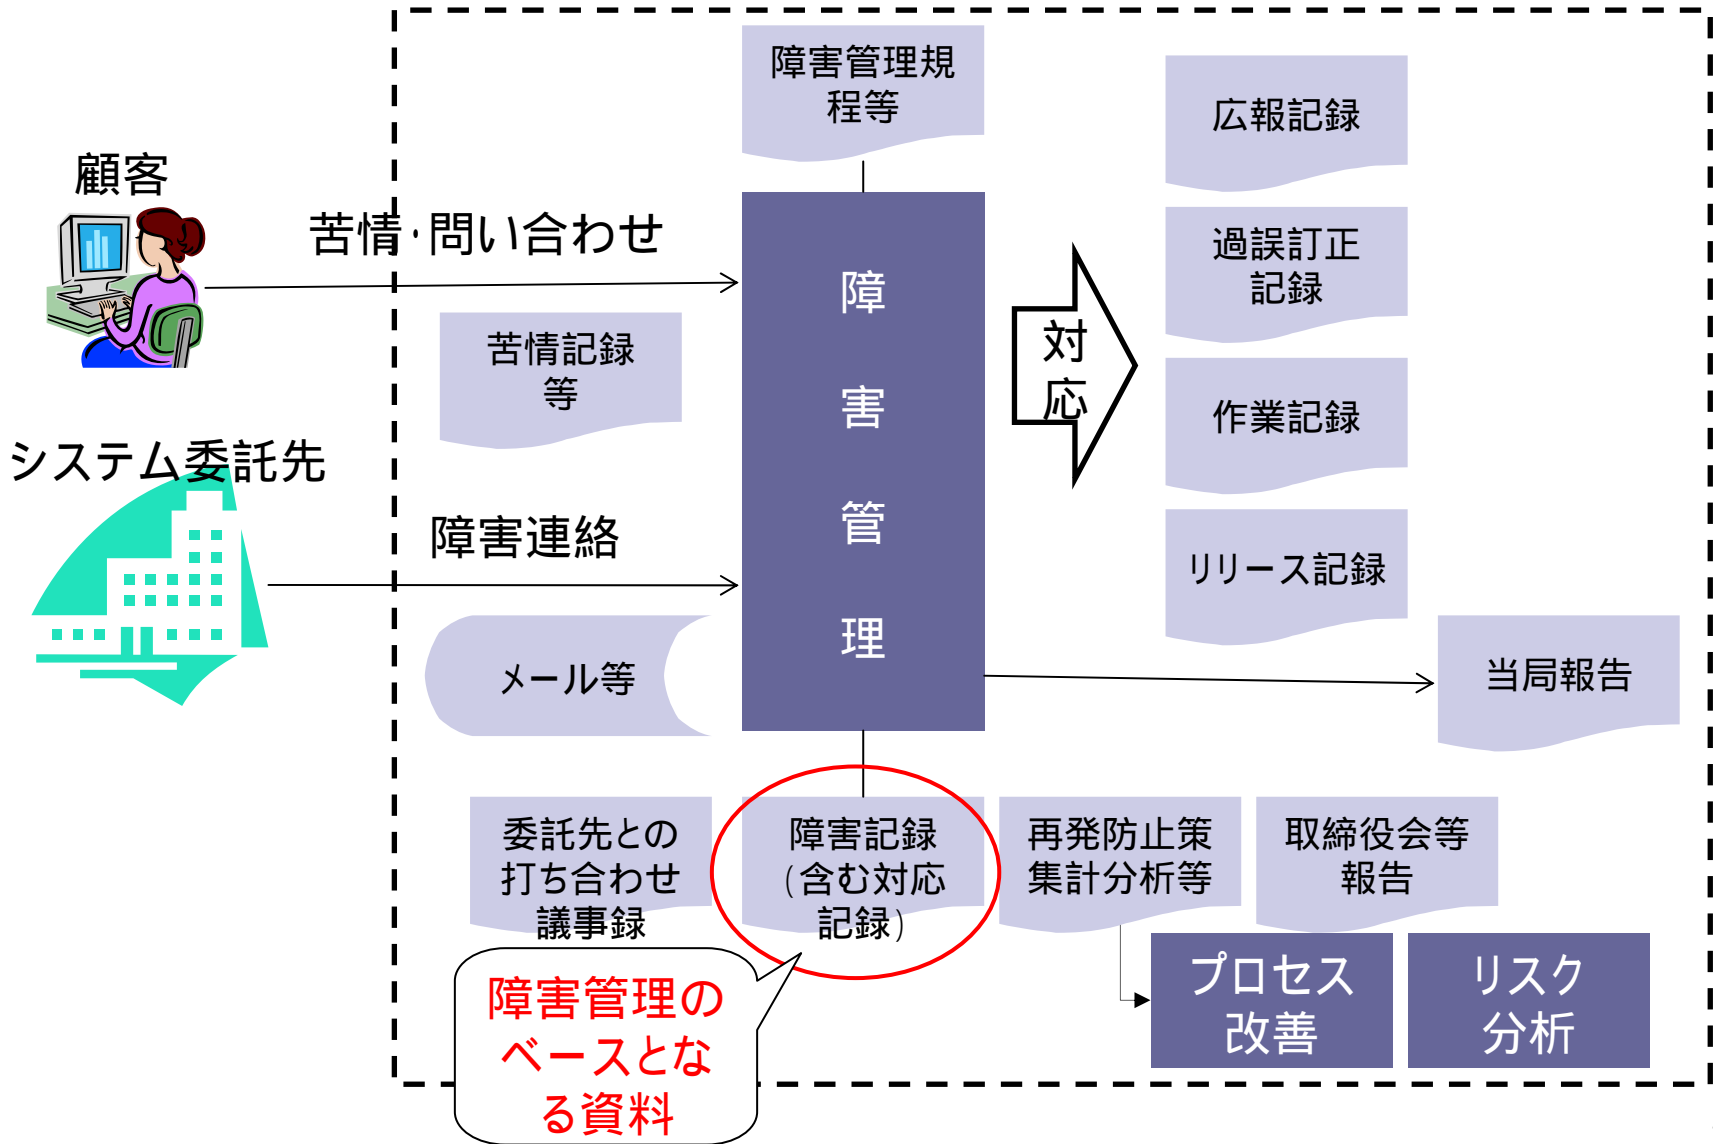 障害管理規
程等
広報記録
顧客
苦情・問い合わせ
過誤訂正
記録
障
害
管
理
苦情記録
等
対
応
作業記録
システム委託先
障害連絡
リリース記録
メール等
当局報告
委託先との
打ち合わせ
議事録
障害記録
(含む対応
記録)
再発防止策
集計分析等
取締役会等
報告
障害管理の
ベースとな
る資料
プロセス
改善
リスク
分析